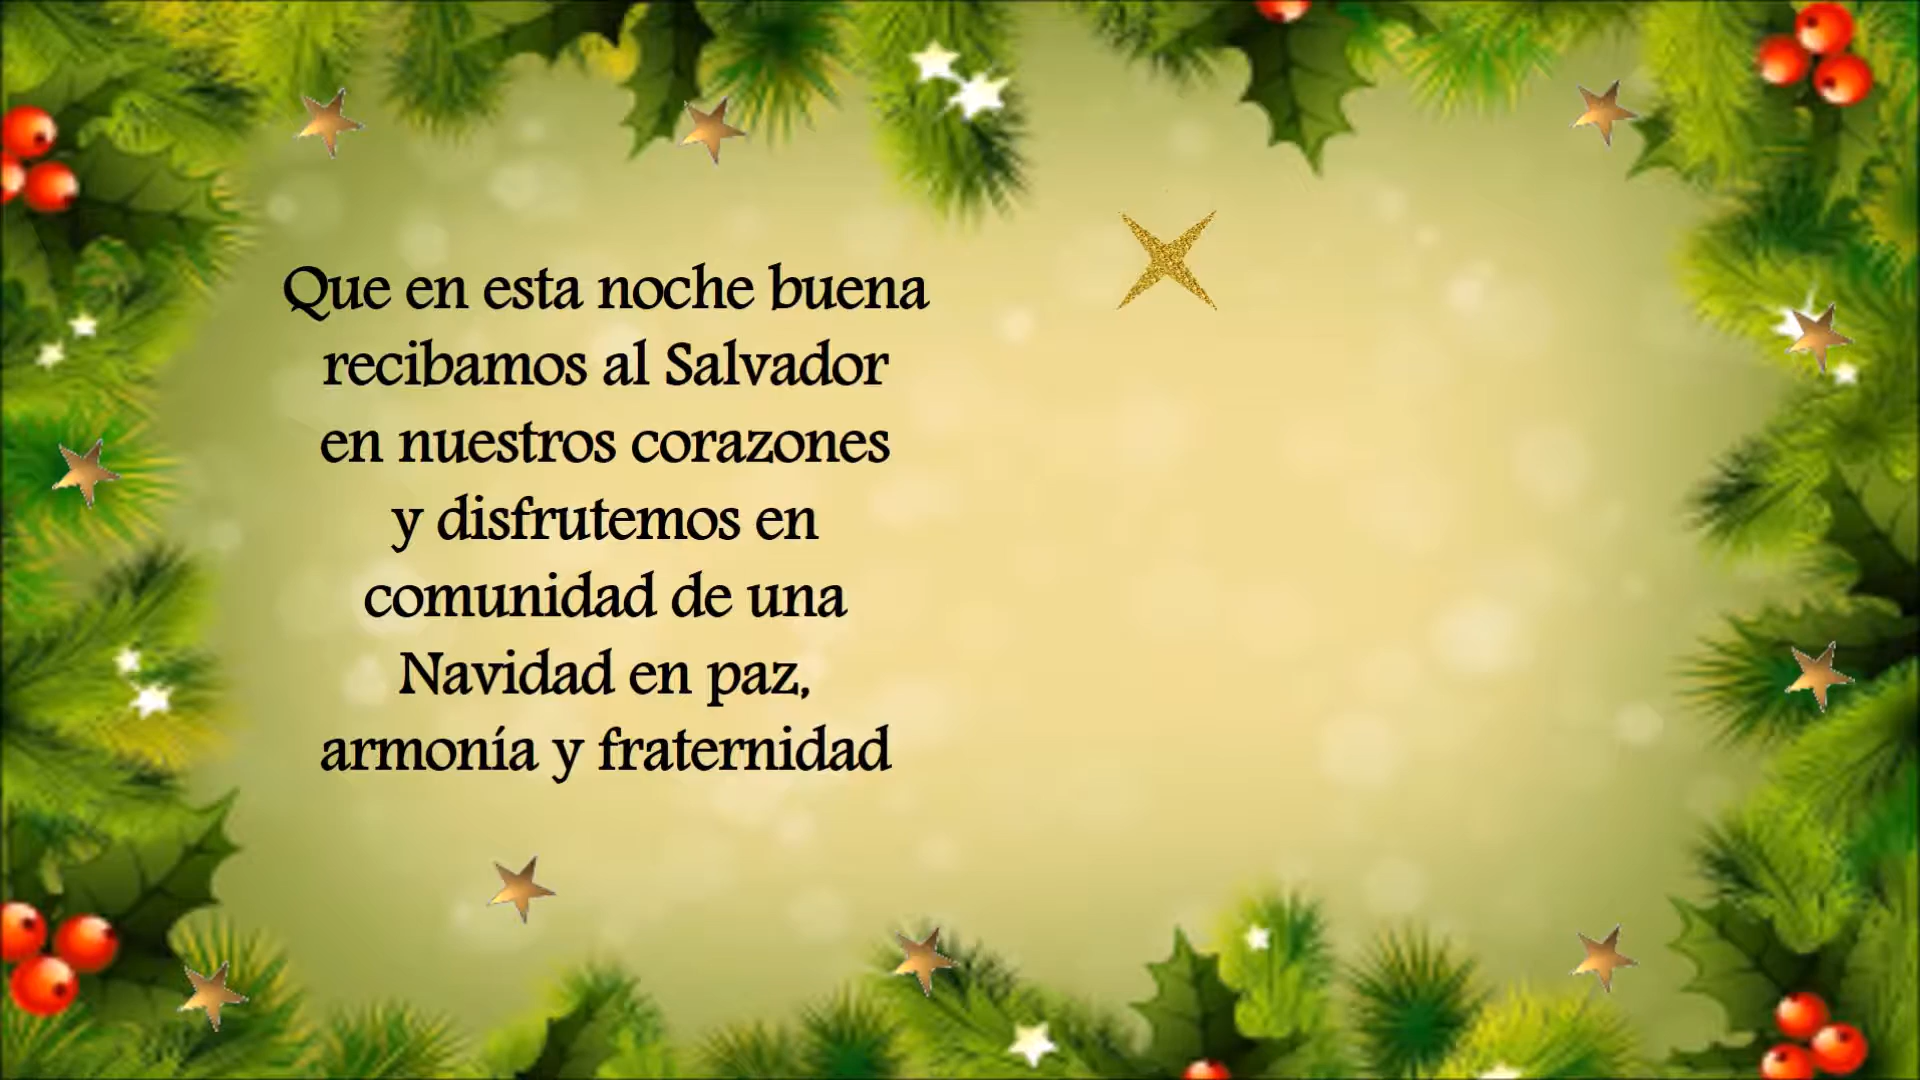 Que en esta noche buena
recibamos al Salvador
en nuestros corazones
y disfrutemos en
comunidad de una
Navidad en paz,
armonía y fraternidad